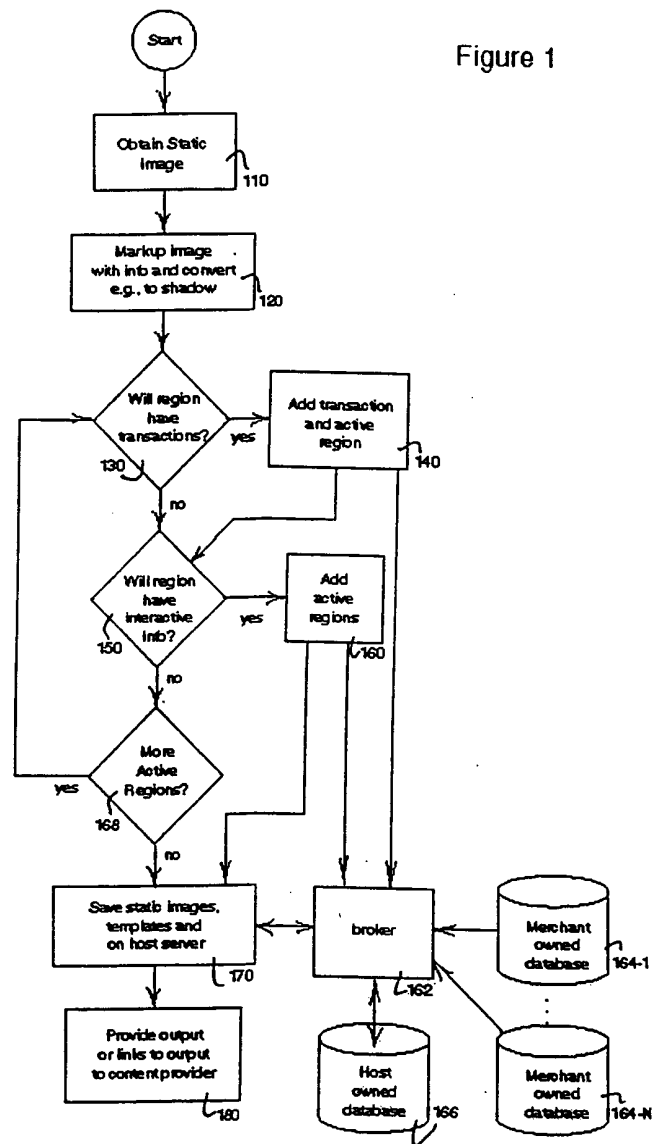 Figure 1
Start
Obtain Static
Image
110
Markup image
with info and convert
e.g., to shadow
120
Will region
have
transactions?
130
yes
Add transaction
and active
region
140
no
Will region
have
interactive
info?
150
yes
Add
active
regions
160
no
More
Active
Regions?
168
yes
no
Save static images,
templates and
on host server
170
broker
162
Merchant
owned
database
164-1
Provide output
or links to output
to content provider
180
Host
owned
database
166
Merchant
owned
database
164-N